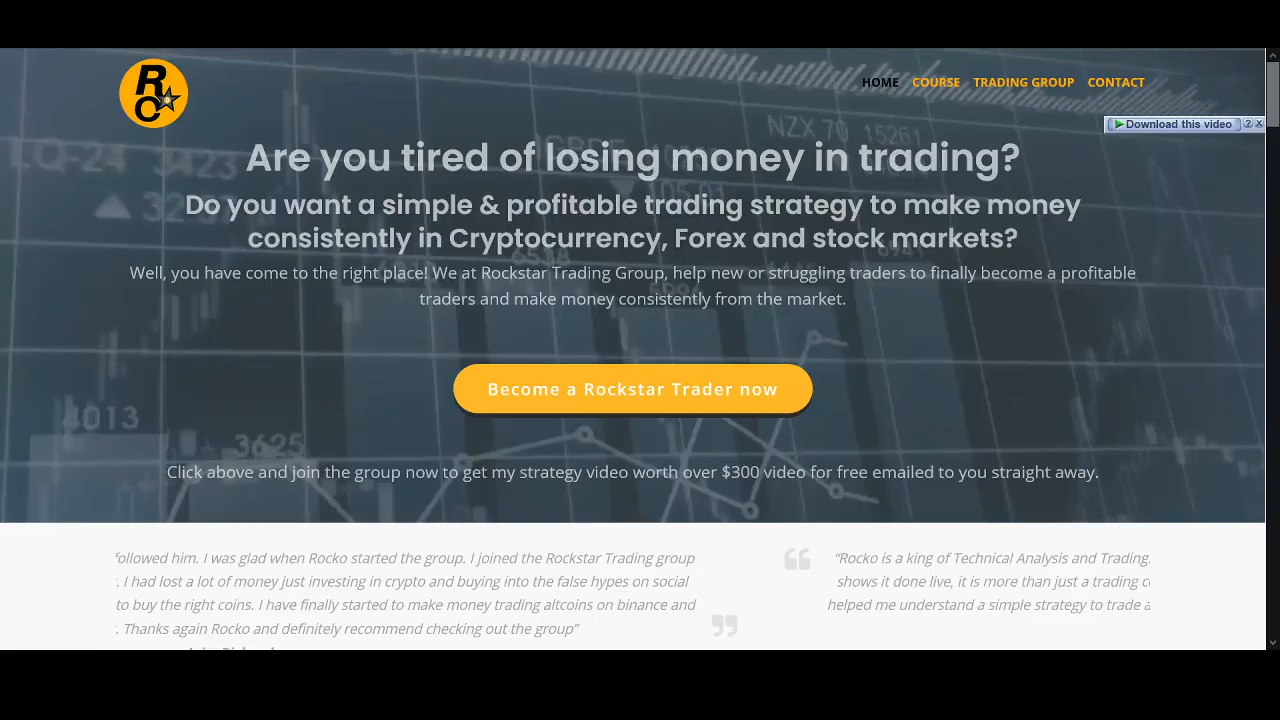 RC
HOME COURSE TRADING GROUP CONTACT
Download this video
NZX 70 15261
LQ-24 3423
Are you tired of losing money in trading?
Do you want a simple & profitable trading strategy to make money
consistently in Cryptocurrency, Forex and stock markets?
Well, you have come to the right place! We at Rockstar Trading Group, help new or struggling traders to finally become a profitable
traders and make money consistently from the market.
Become a Rockstar Trader now
4013
3625
Click above and join the group now to get my strategy video worth over $300 video for free emailed to you straight away.
followed him. I was glad when Rocko started the group. I joined the Rockstar Trading group
. I had lost a lot of money just investing in crypto and buying into the false hypes on social
to buy the right coins. I have finally started to make money trading altcoins on binance and
. Thanks again Rocko and definitely recommend checking out the group”
“Rocko is a king of Technical Analysis and Trading.
shows it done live, it is more than just a trading
helped me understand a simple strategy to trade